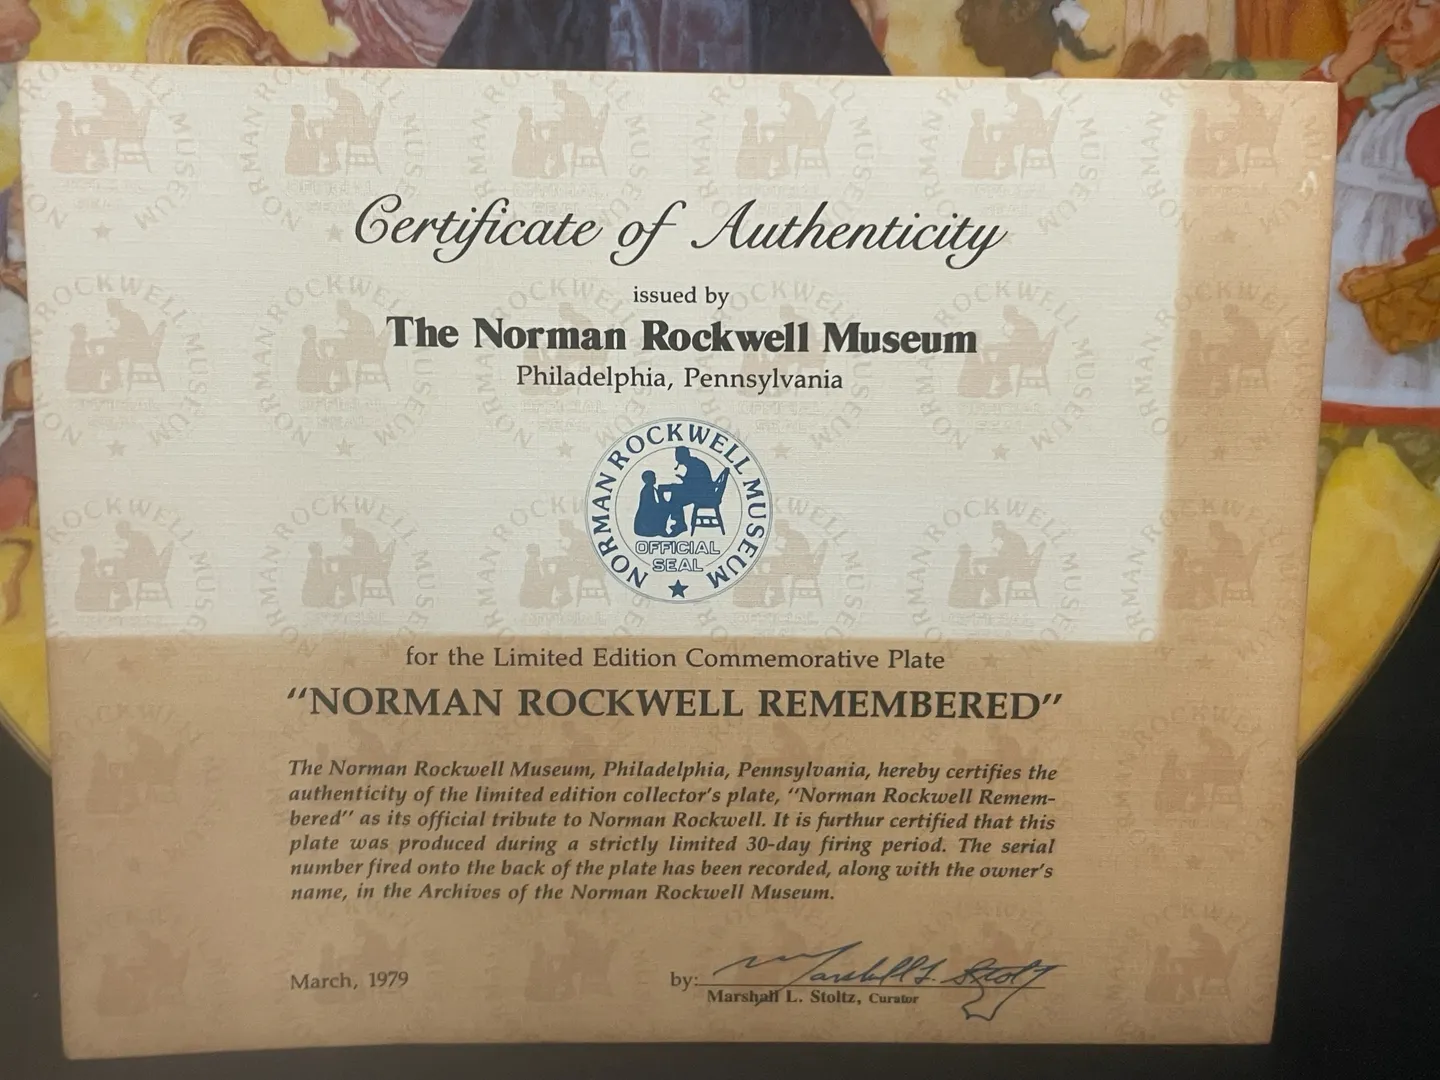 Certificate of Authenticity
issued by
The Norman Rockwell Museum
Philadelphia, Pennsylvania
NORMAN ROCKWELL MUSEUM
OFFICIAL
SEAL
for the Limited Edition Commemorative Plate
“NORMAN ROCKWELL REMEMBERED”
The Norman Rockwell Museum, Philadelphia, Pennsylvania, hereby certifies the
authenticity of the limited edition collector's plate, “Norman Rockwell Remem-
bered” as its official tribute to Norman Rockwell. It is furthur certified that this
plate was produced during a strictly limited 30-day firing period. The serial
number fired onto the back of the plate has been recorded, along with the owner's
name, in the Archives of the Norman Rockwell Museum.
March, 1979
by: Marshall L. Stoltz
Marshall L. Stoltz, Curator